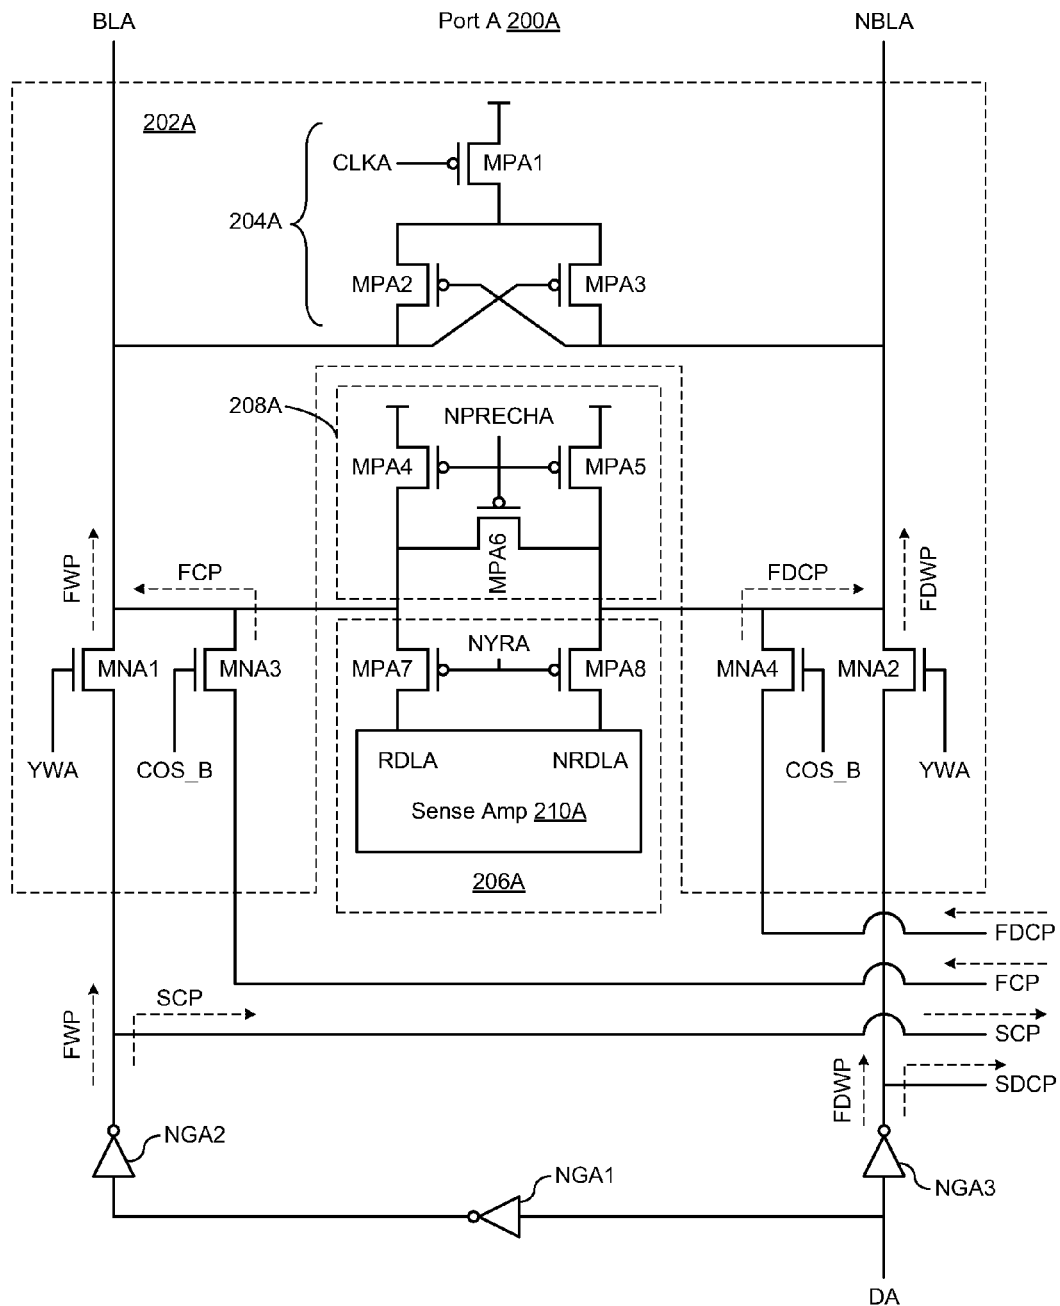 BLA
Port A 200A
NBLA
202A
CLKA
MPA1
204A
MPA2
MPA3
208A
NPRECHA
MPA4
MPA5
MPA6
FWP
FCP
FDCP
FDWP
MNA1
MNA3
MPA7
NYRA
MPA8
MNA4
MNA2
YWA
COS_B
RDLA
NRDLA
COS_B
YWA
Sense Amp 210A
206A
FDCP
FCP
FWP
SCP
SCP
FDWP
SDCP
NGA2
NGA1
NGA3
DA